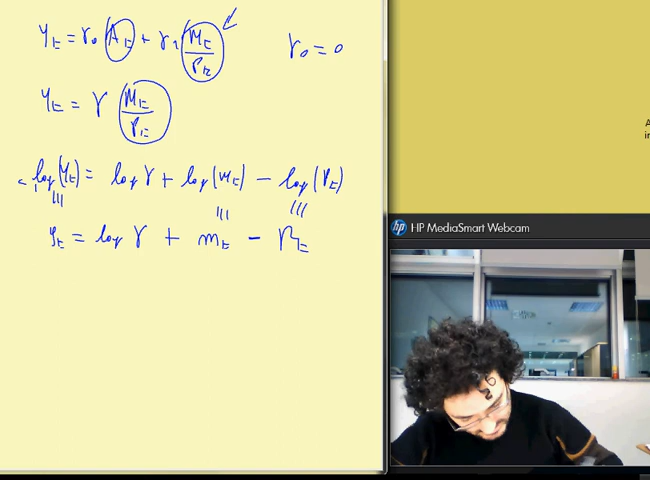 Y_t = γ_0 A_t + γ_1 M_t/P_t    γ_0 = 0
Y_t = γ M_t/P_t
log(Y_t) = log γ + log(M_t) − log(P_t)
y_t = log γ + m_t − p_t
hp HP MediaSmart Webcam